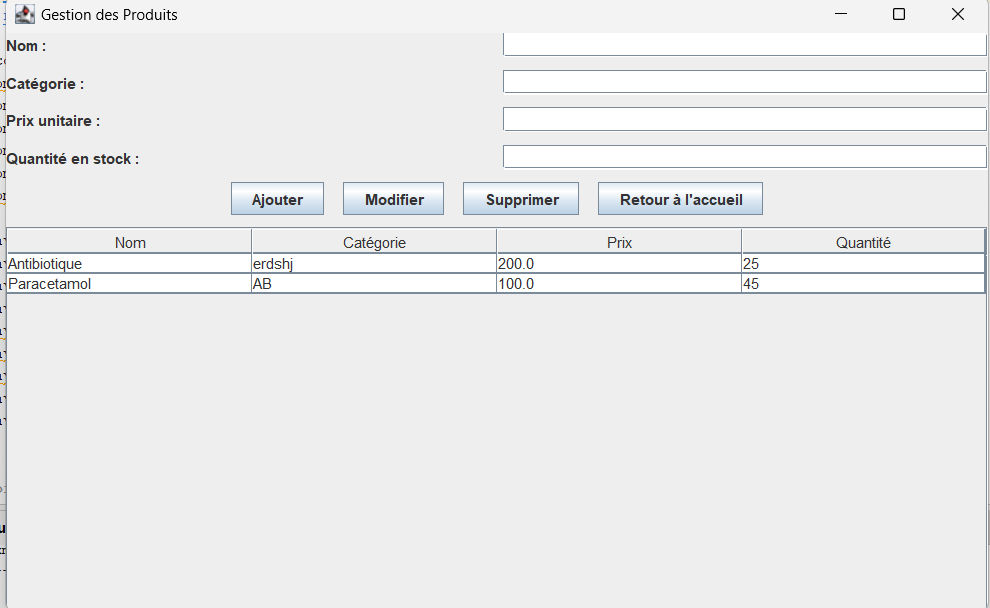 Gestion des Produits
Nom :
Catégorie :
Prix unitaire :
Quantité en stock :
Ajouter Modifier Supprimer Retour à l'accueil
Nom Catégorie Prix Quantité
Antibiotique erdshj 200.0 25
Paracetamol AB 100.0 45